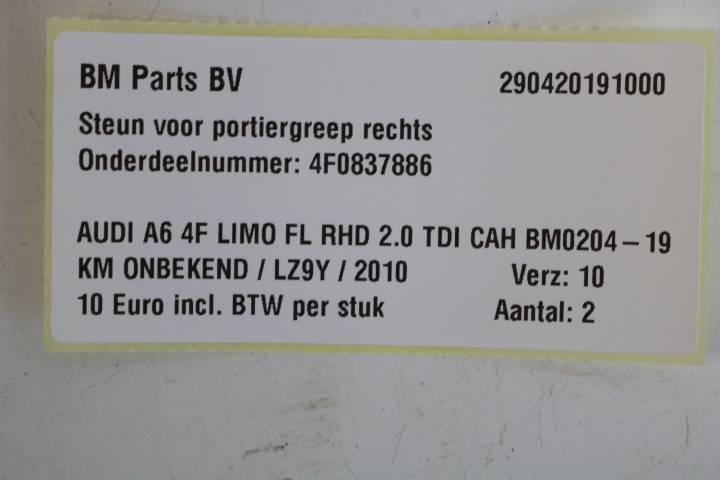 BM Parts BV 290420191000
Steun voor portiergreep rechts
Onderdeelnummer: 4F0837886
AUDI A6 4F LIMO FL RHD 2.0 TDI CAH BM0204-19
KM ONBEKEND / LZ9Y / 2010 Verz: 10
10 Euro incl. BTW per stuk Aantal: 2